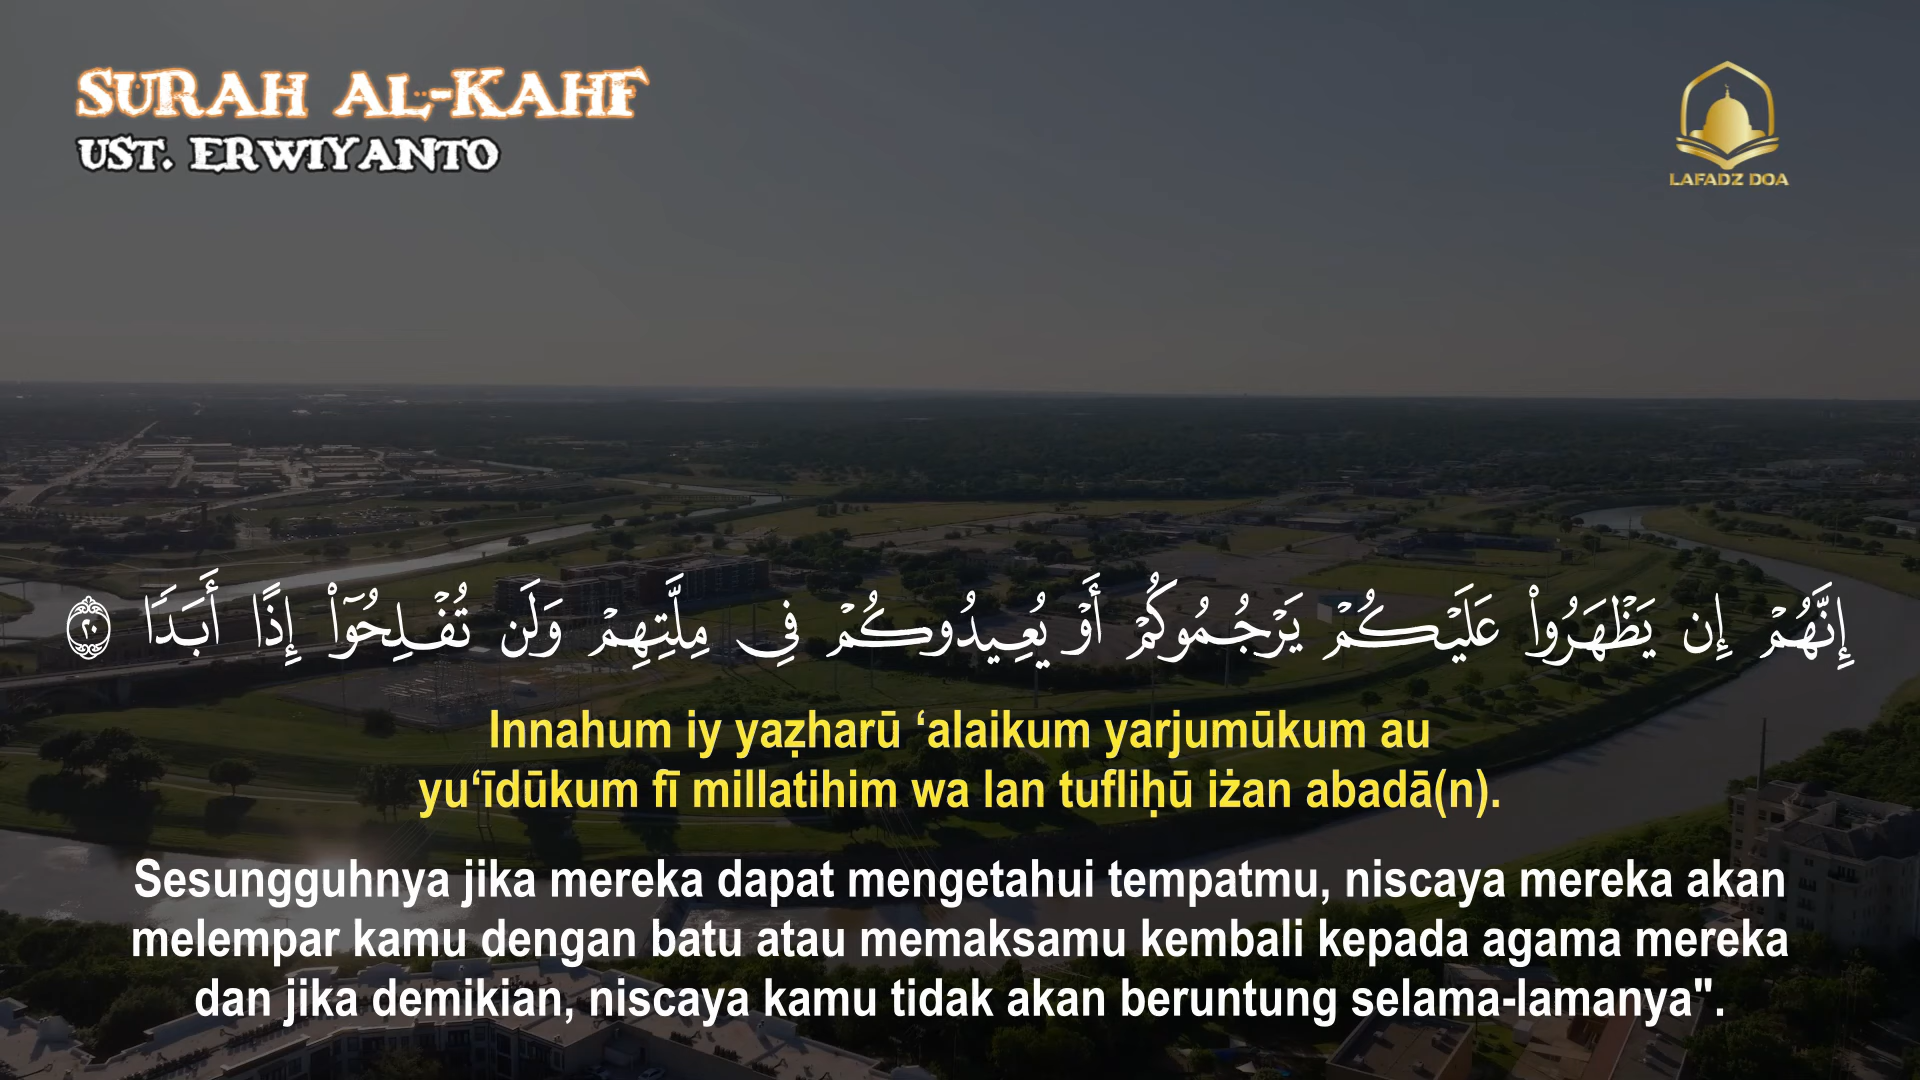 SURAH AL-KAHF
UST. ERWIYANTO
LAFADZ DOA
إِنَّهُمْ إِن يَظْهَرُوا۟ عَلَيْكُمْ يَرْجُمُوكُمْ أَوْ يُعِيدُوكُمْ فِى مِلَّتِهِمْ وَلَن تُفْلِحُوٓا۟ إِذًا أَبَدًا ٢٠
Innahum iy yaẓharū ‘alaikum yarjumūkum au
yu‘īdūkum fī millatihim wa lan tufliḥū iżan abadā(n).
Sesungguhnya jika mereka dapat mengetahui tempatmu, niscaya mereka akan
melempar kamu dengan batu atau memaksamu kembali kepada agama mereka
dan jika demikian, niscaya kamu tidak akan beruntung selama-lamanya".